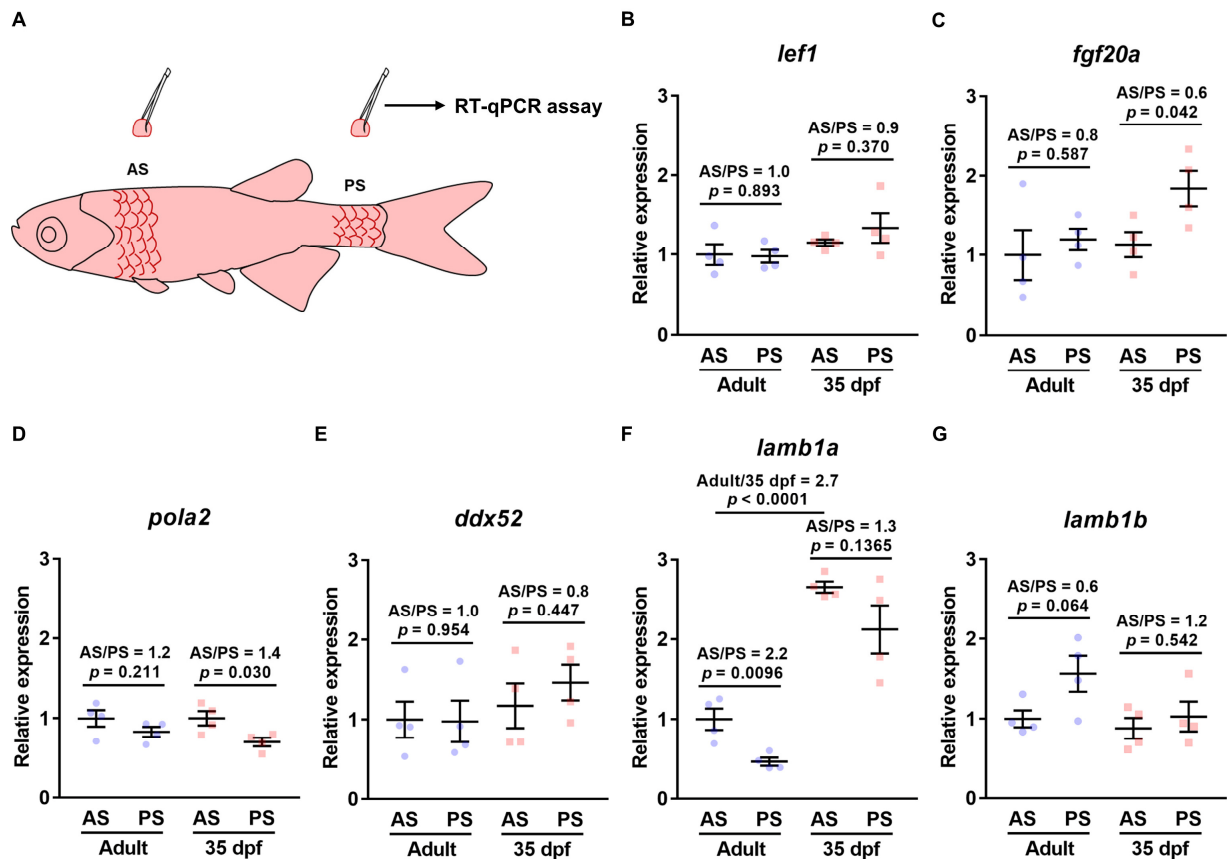 A
AS
PS
RT-qPCR assay
B
lef1
Relative expression
3
2
1
0
AS/PS = 1.0
p = 0.893
AS/PS = 0.9
p = 0.370
AS PS AS PS
Adult 35 dpf
C
fgf20a
Relative expression
3
2
1
0
AS/PS = 0.8
p = 0.587
AS/PS = 0.6
p = 0.042
AS PS AS PS
Adult 35 dpf
D
pola2
Relative expression
3
2
1
0
AS/PS = 1.2
p = 0.211
AS/PS = 1.4
p = 0.030
AS PS AS PS
Adult 35 dpf
E
ddx52
Relative expression
3
2
1
0
AS/PS = 1.0
p = 0.954
AS/PS = 0.8
p = 0.447
AS PS AS PS
Adult 35 dpf
F
lamb1a
Adult/35 dpf = 2.7
p < 0.0001
Relative expression
3
2
1
0
AS/PS = 2.2
p = 0.0096
AS/PS = 1.3
p = 0.1365
AS PS AS PS
Adult 35 dpf
G
lamb1b
Relative expression
3
2
1
0
AS/PS = 0.6
p = 0.064
AS/PS = 1.2
p = 0.542
AS PS AS PS
Adult 35 dpf